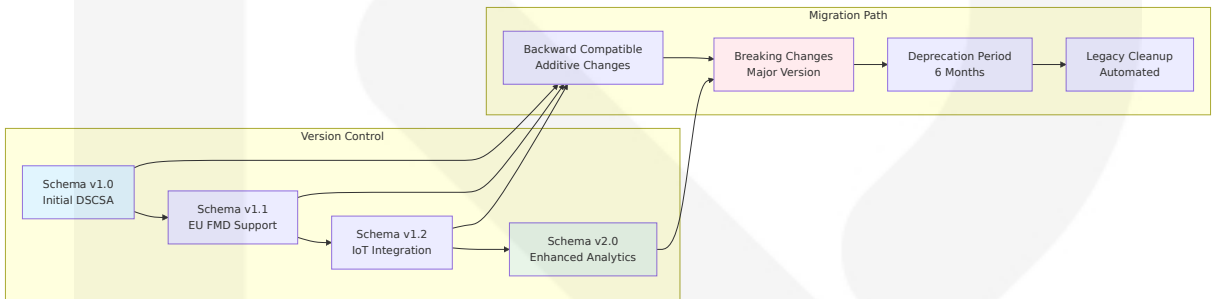 Migration Path
Backward Compatible
Additive Changes
Breaking Changes
Major Version
Deprecation Period
6 Months
Legacy Cleanup
Automated
Version Control
Schema v1.0
Initial DSCSA
Schema v1.1
EU FMD Support
Schema v1.2
IoT Integration
Schema v2.0
Enhanced Analytics